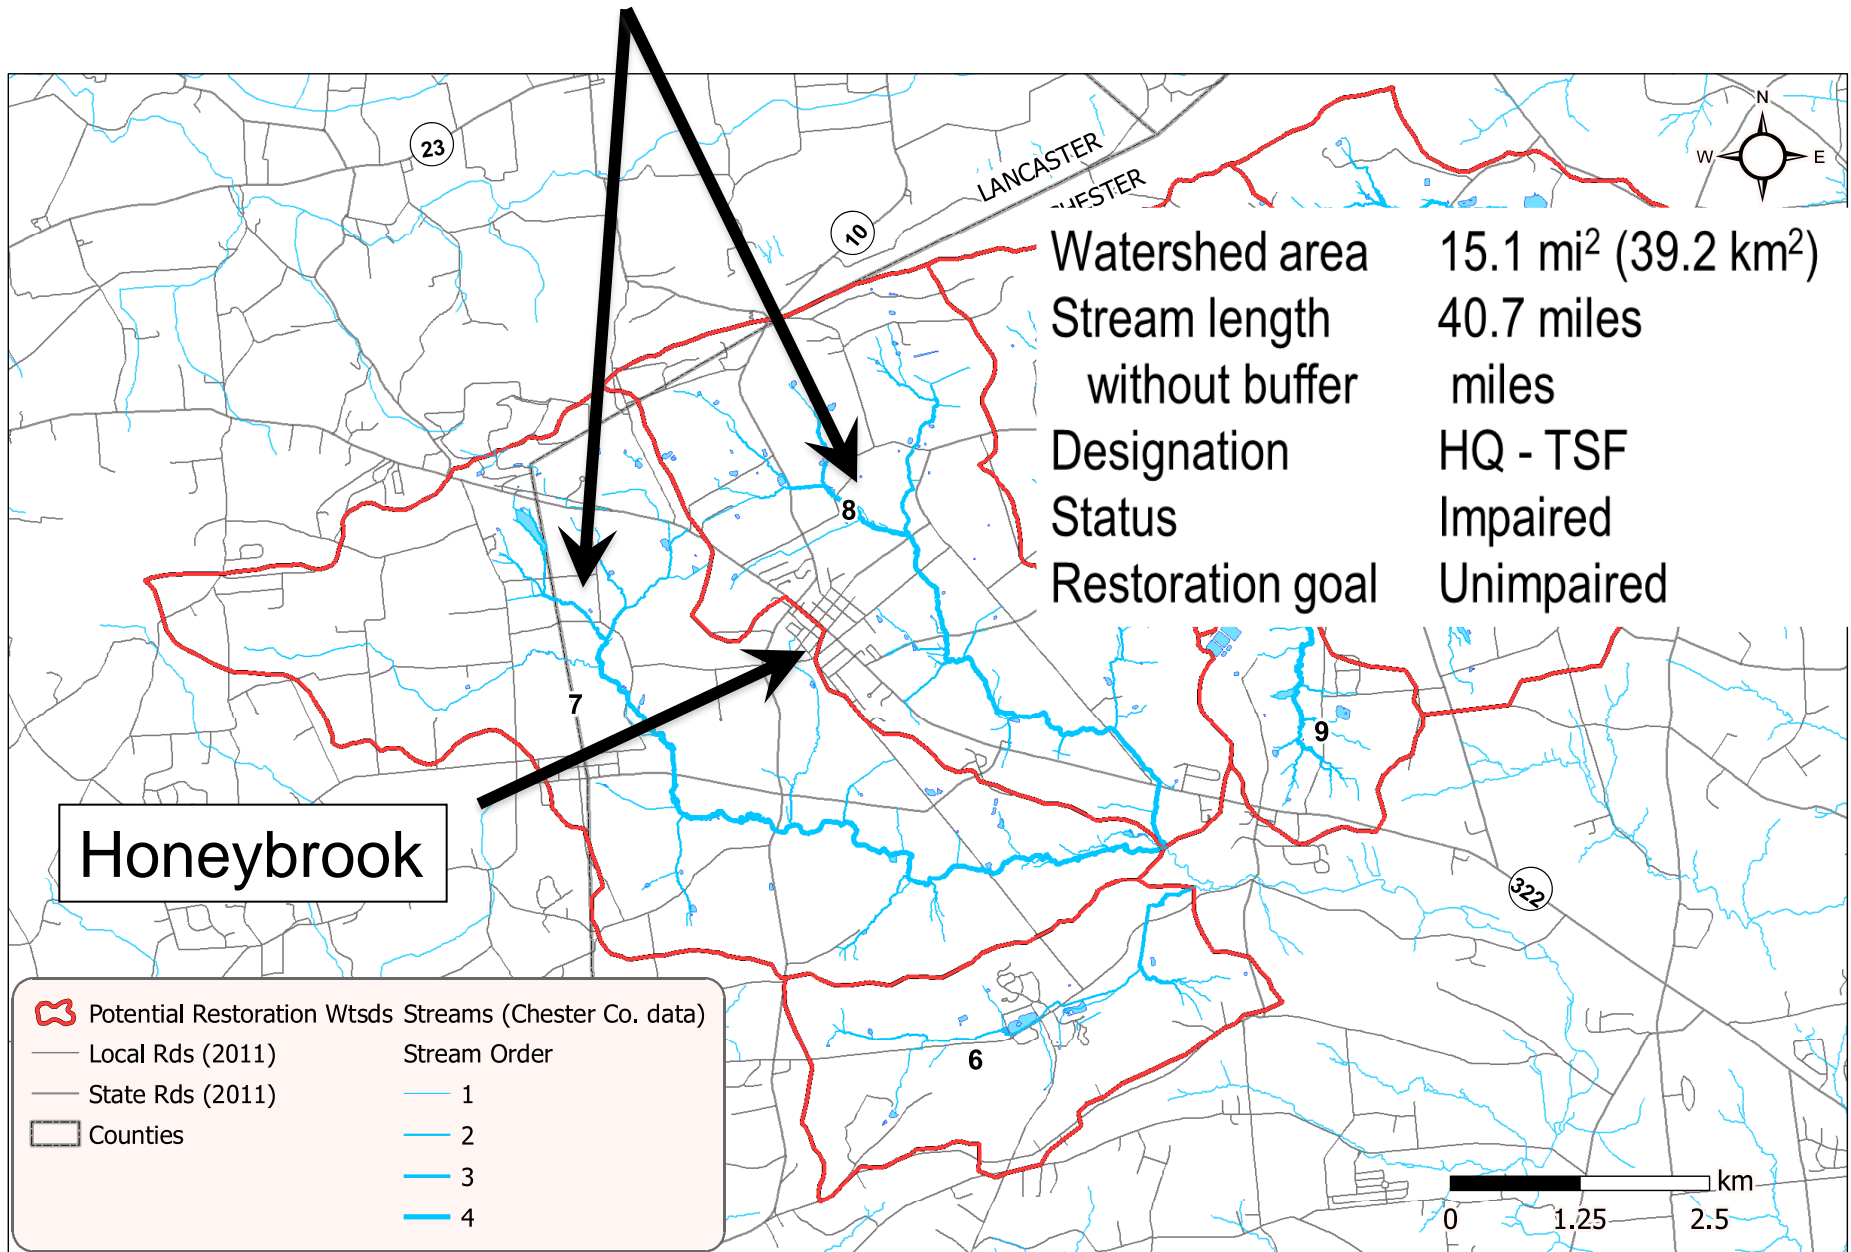 N
W E
23
LANCASTER
CHESTER
10
Watershed area 15.1 mi² (39.2 km²)
Stream length 40.7 miles
without buffer miles
Designation HQ - TSF
Status Impaired
Restoration goal Unimpaired
8
7
9
Honeybrook
322
6
Potential Restoration Wtsds
Local Rds (2011)
State Rds (2011)
Counties
Streams (Chester Co. data)
Stream Order
1
2
3
4
km
0 1.25 2.5